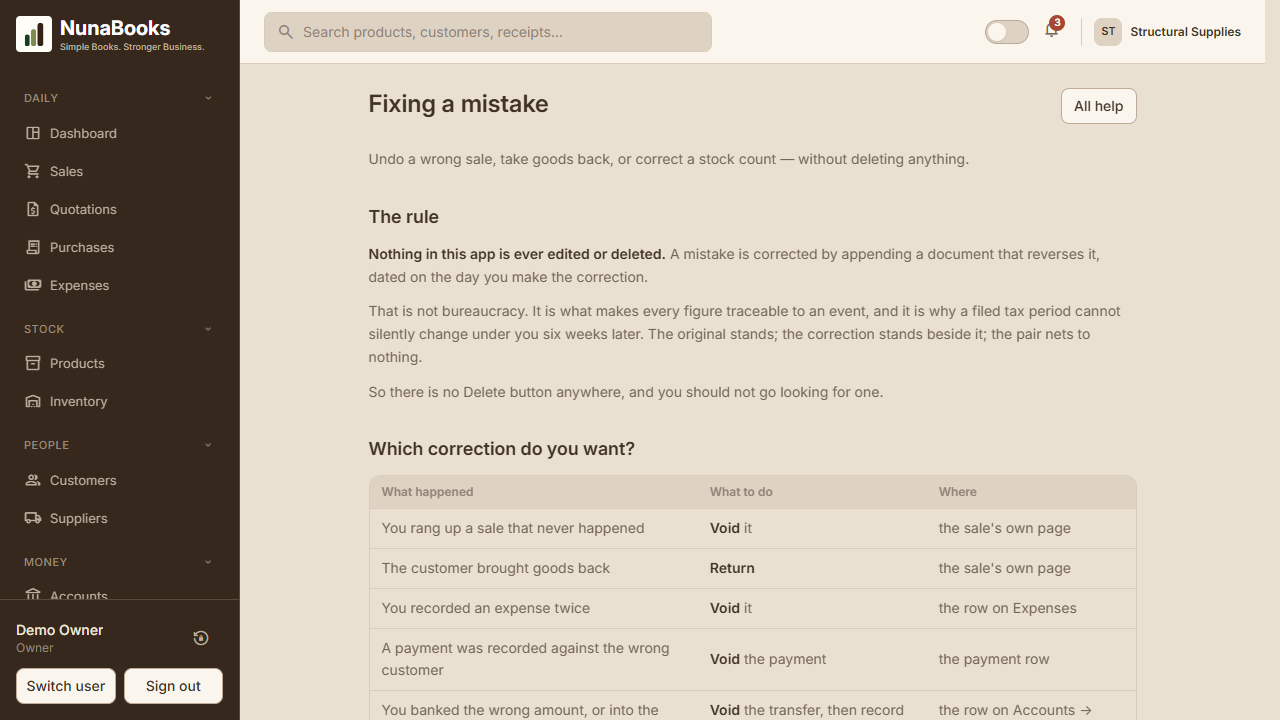 NunaBooks
Simple Books. Stronger Business.
Search products, customers, receipts...
3
ST
Structural Supplies
DAILY
Dashboard
Sales
Quotations
Purchases
Expenses
STOCK
Products
Inventory
PEOPLE
Customers
Suppliers
MONEY
Accounts
Demo Owner
Owner
Switch user
Sign out
Fixing a mistake
All help
Undo a wrong sale, take goods back, or correct a stock count — without deleting anything.
The rule
Nothing in this app is ever edited or deleted. A mistake is corrected by appending a document that reverses it,
dated on the day you make the correction.
That is not bureaucracy. It is what makes every figure traceable to an event, and it is why a filed tax period cannot
silently change under you six weeks later. The original stands; the correction stands beside it; the pair nets to
nothing.
So there is no Delete button anywhere, and you should not go looking for one.
Which correction do you want?
What happened
What to do
Where
You rang up a sale that never happened
Void it
the sale's own page
The customer brought goods back
Return
the sale's own page
You recorded an expense twice
Void it
the row on Expenses
A payment was recorded against the wrong
customer
Void the payment
the payment row
You banked the wrong amount, or into the
Void the transfer, then record
the row on Accounts →